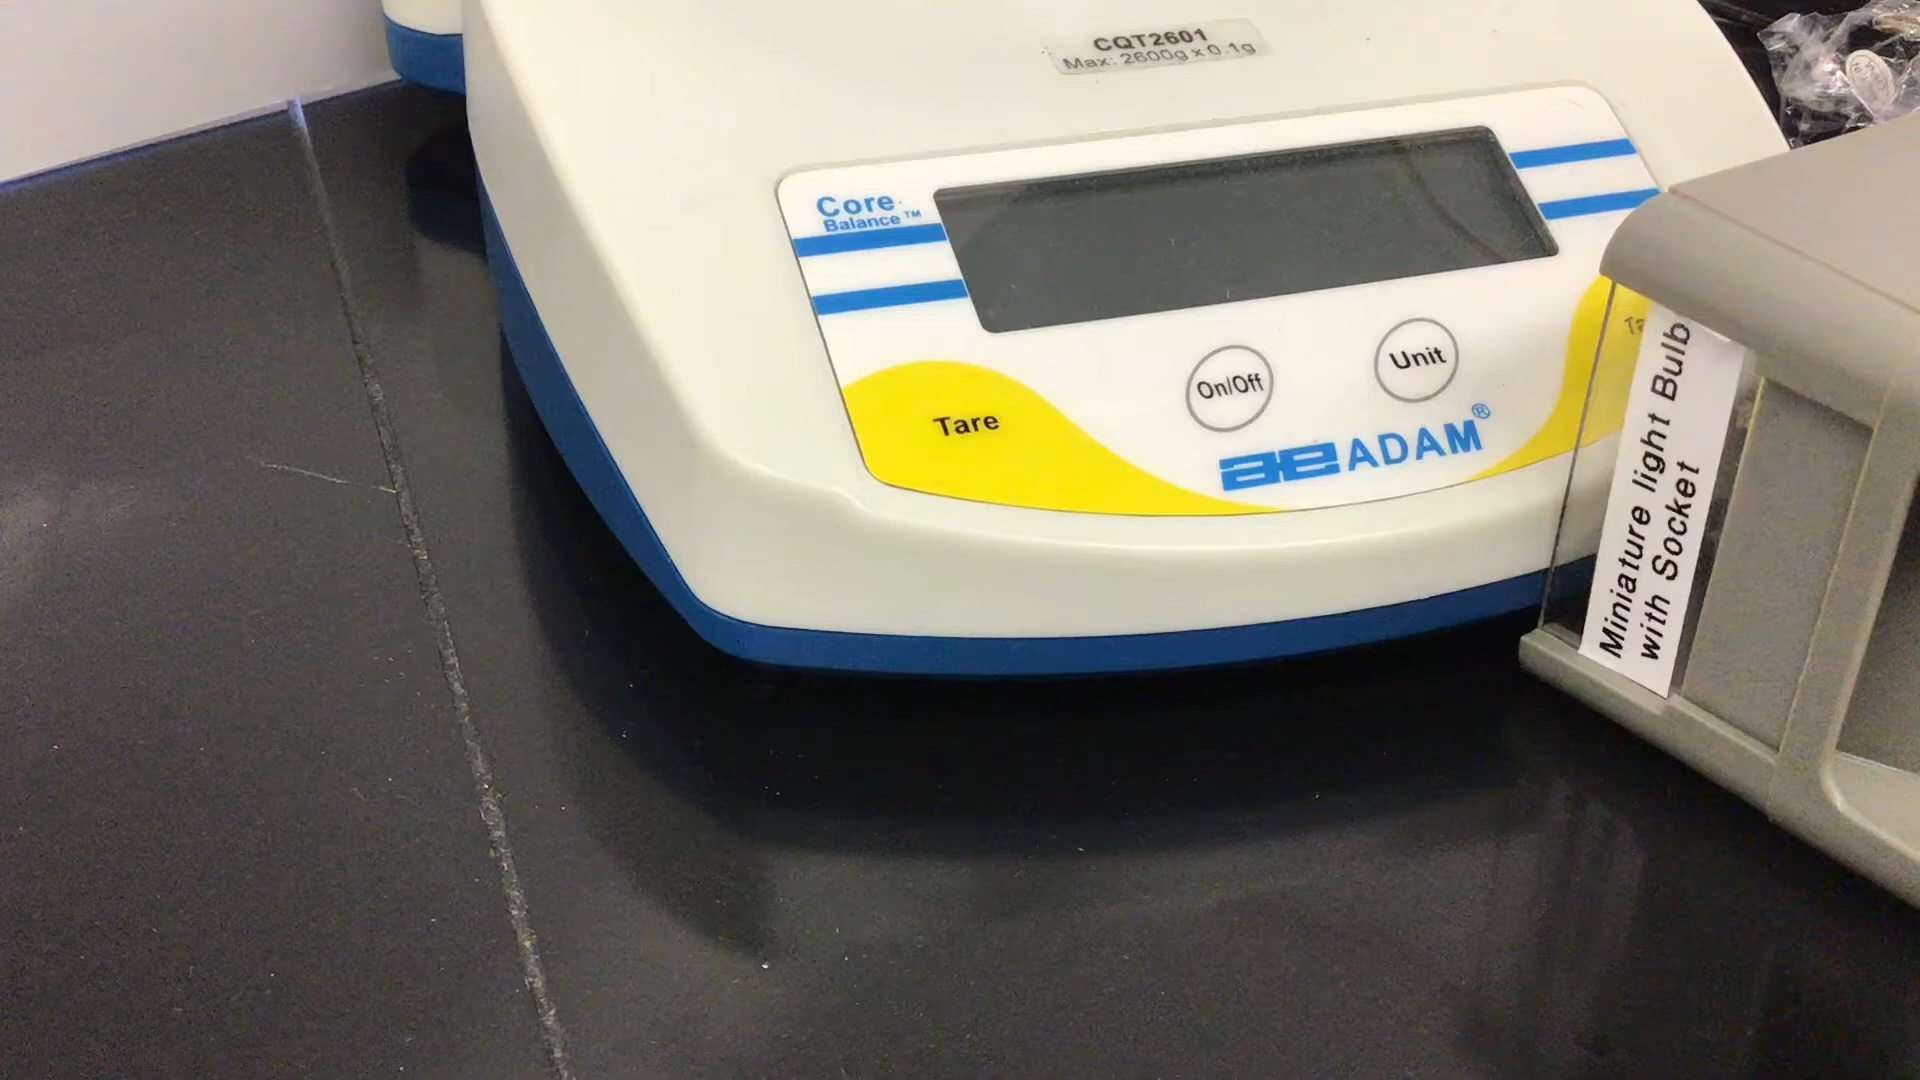 CQT2601
Max: 2600g x 0.1g
Core
Balance™
Tare
On/Off
Unit
ae ADAM®
Miniature light Bulb
with Socket